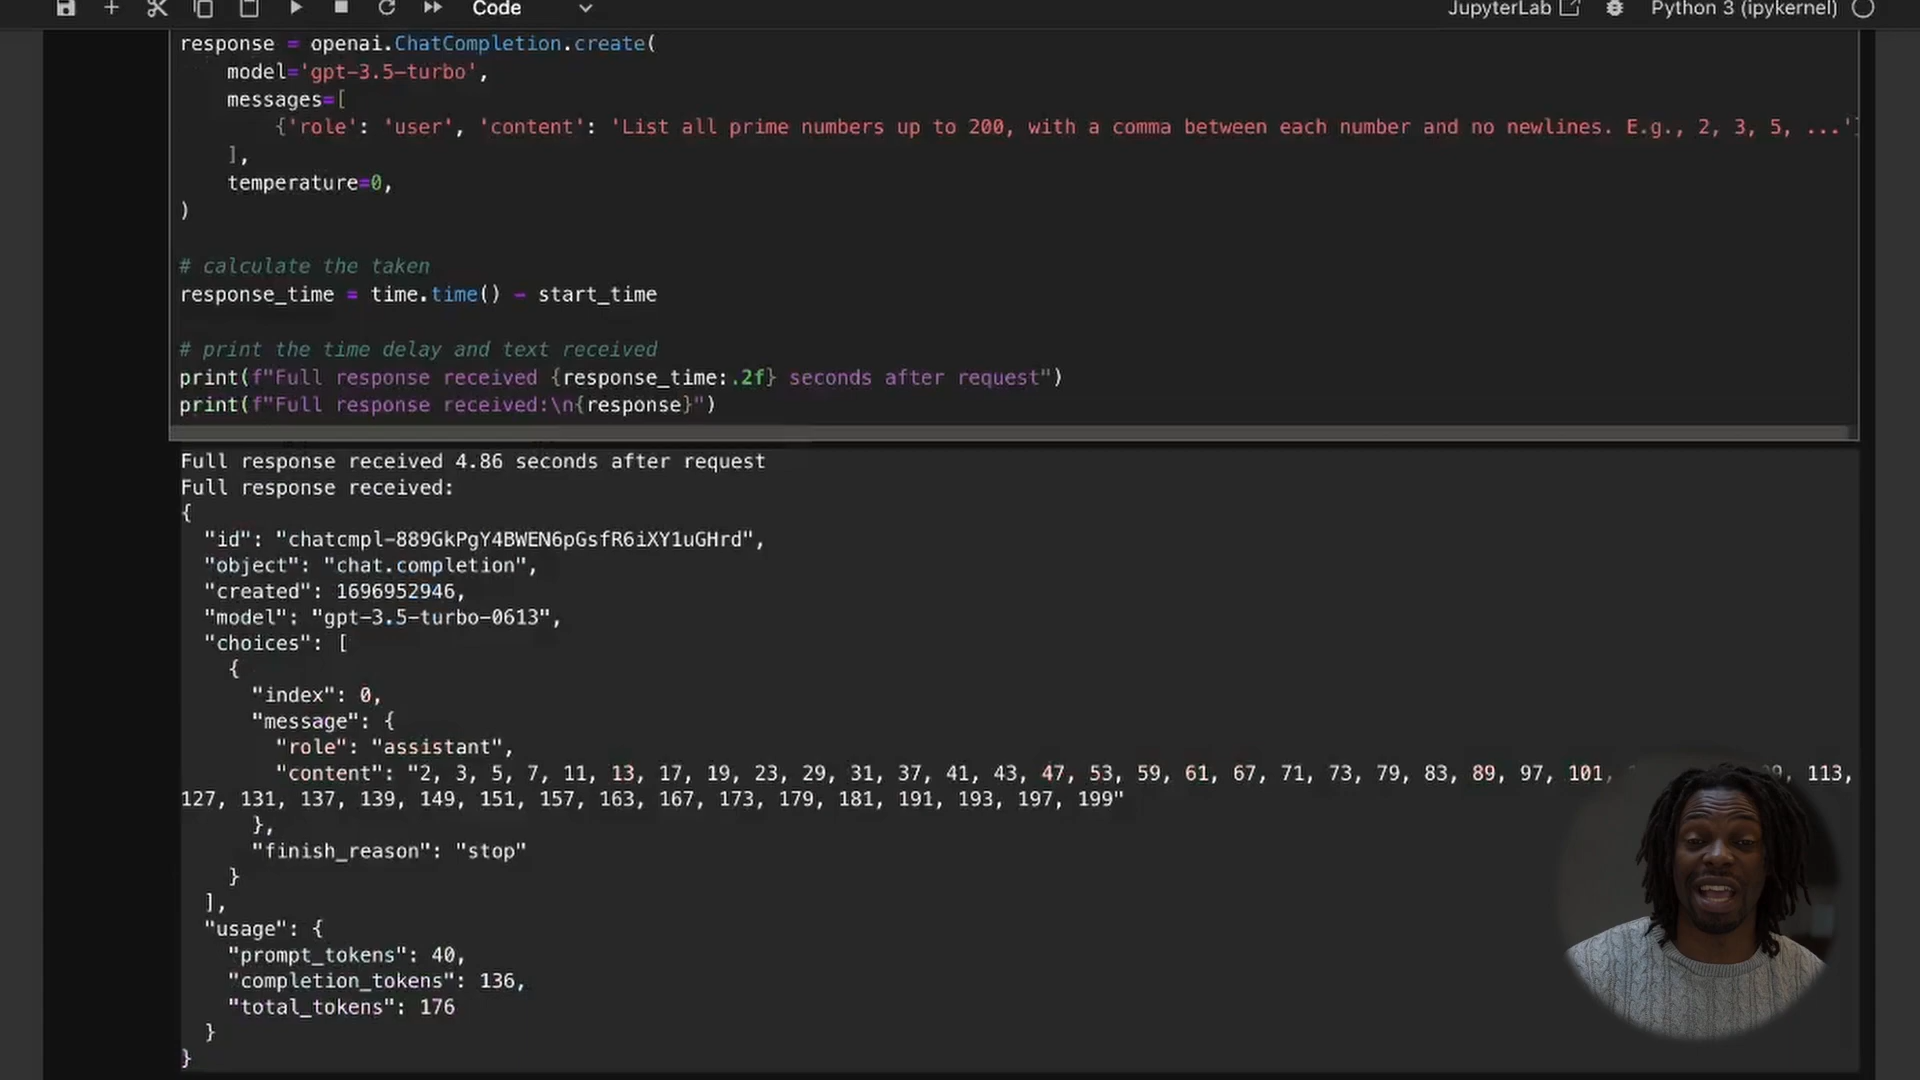 Code
JupyterLab
Python 3 (ipykernel)
response = openai.ChatCompletion.create(
model='gpt-3.5-turbo',
messages=[
{'role': 'user', 'content': 'List all prime numbers up to 200, with a comma between each number and no newlines. E.g., 2, 3, 5, ...'
],
temperature=0,
)
# calculate the taken
response_time = time.time() - start_time
# print the time delay and text received
print(f"Full response received {response_time:.2f} seconds after request")
print(f"Full response received:\n{response}")
Full response received 4.86 seconds after request
Full response received:
{
"id": "chatcmpl-889GkPgY4BWEN6pGsfR6iXY1uGHrd",
"object": "chat.completion",
"created": 1696952946,
"model": "gpt-3.5-turbo-0613",
"choices": [
{
"index": 0,
"message": {
"role": "assistant",
"content": "2, 3, 5, 7, 11, 13, 17, 19, 23, 29, 31, 37, 41, 43, 47, 53, 59, 61, 67, 71, 73, 79, 83, 89, 97, 101, 113,
127, 131, 137, 139, 149, 151, 157, 163, 167, 173, 179, 181, 191, 193, 197, 199"
},
"finish_reason": "stop"
}
],
"usage": {
"prompt_tokens": 40,
"completion_tokens": 136,
"total_tokens": 176
}
}